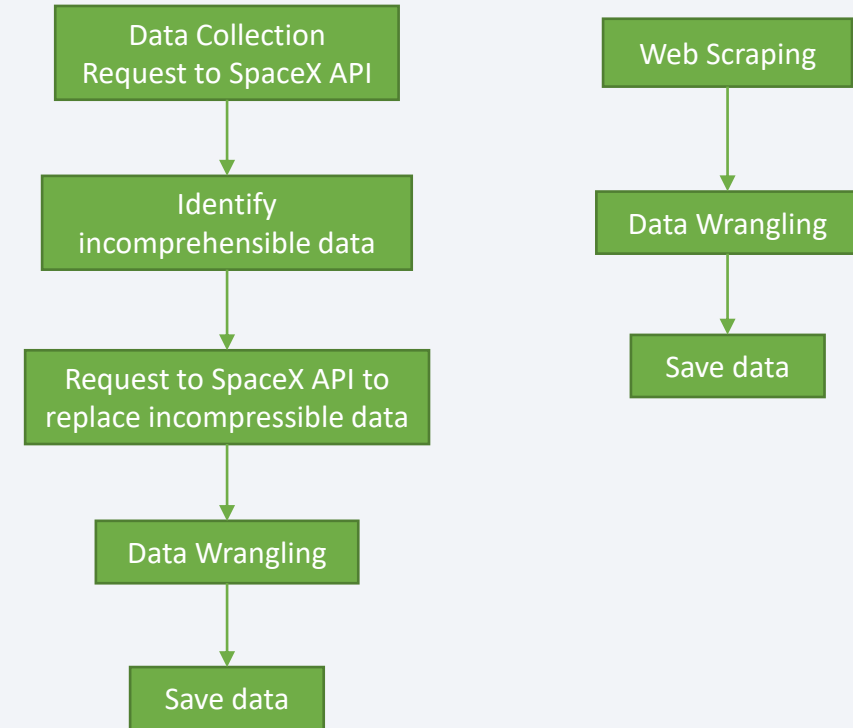 Data Collection
Request to SpaceX API
Identify
incomprehensible data
Request to SpaceX API to
replace incompressible data
Data Wrangling
Save data
Web Scraping
Data Wrangling
Save data